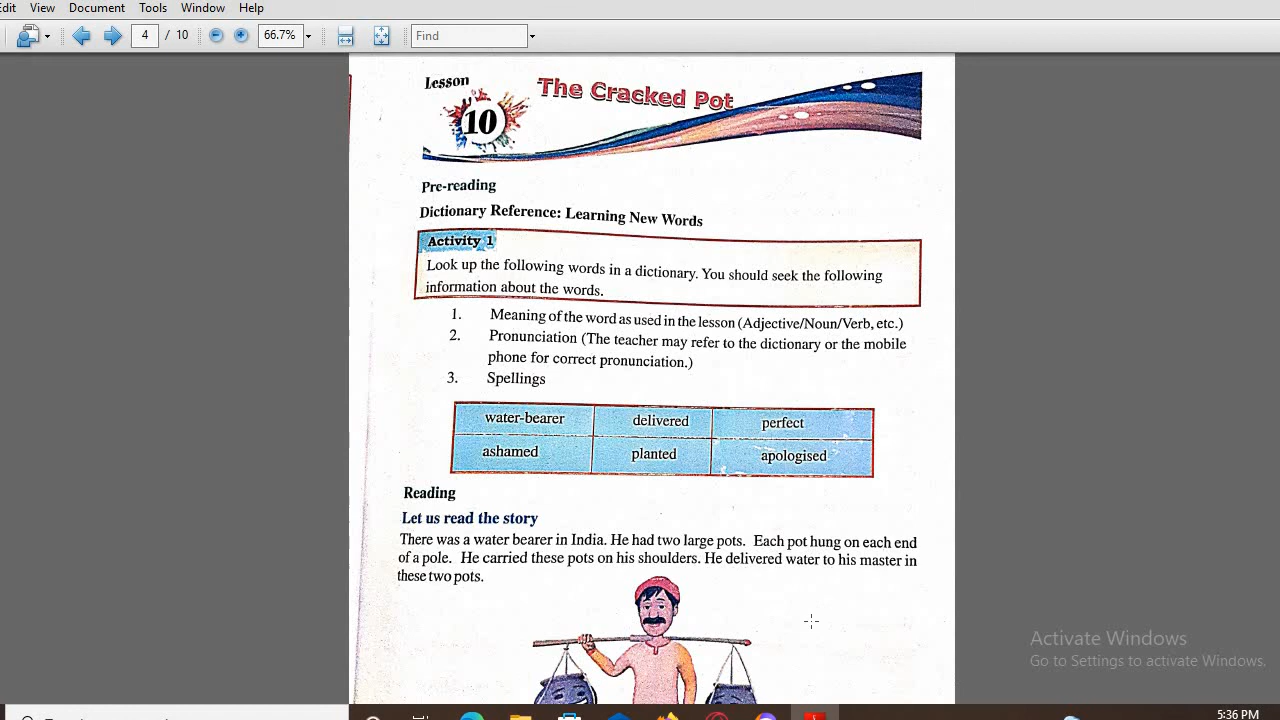 Edit View Document Tools Window Help
4 / 10 66.7% Find
Lesson
10
The Cracked Pot
Pre-reading
Dictionary Reference: Learning New Words
Activity 1
Look up the following words in a dictionary. You should seek the following
information about the words.
1. Meaning of the word as used in the lesson (Adjective/Noun/Verb, etc.)
2. Pronunciation (The teacher may refer to the dictionary or the mobile
phone for correct pronunciation.)
3. Spellings
water-bearer delivered perfect
ashamed planted apologised
Reading
Let us read the story
There was a water bearer in India. He had two large pots. Each pot hung on each end
of a pole. He carried these pots on his shoulders. He delivered water to his master in
these two pots.
Activate Windows
Go to Settings to activate Windows.
5:36 PM